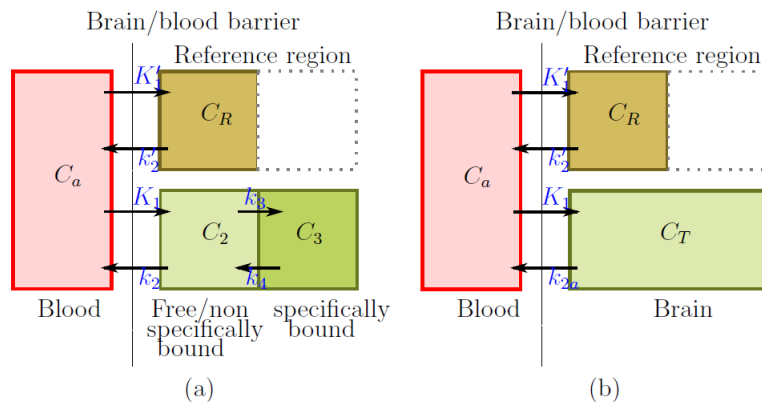 Brain/blood barrier
Reference region
K′₁
C_R
k′₂
C_a
K₁
k₃
C₂
C₃
k₂
k₄
Blood
Free/non
specifically
bound
specifically
bound
(a)
Brain/blood barrier
Reference region
K′₁
C_R
k′₂
C_a
K₁
C_T
k₂ₐ
Blood
Brain
(b)